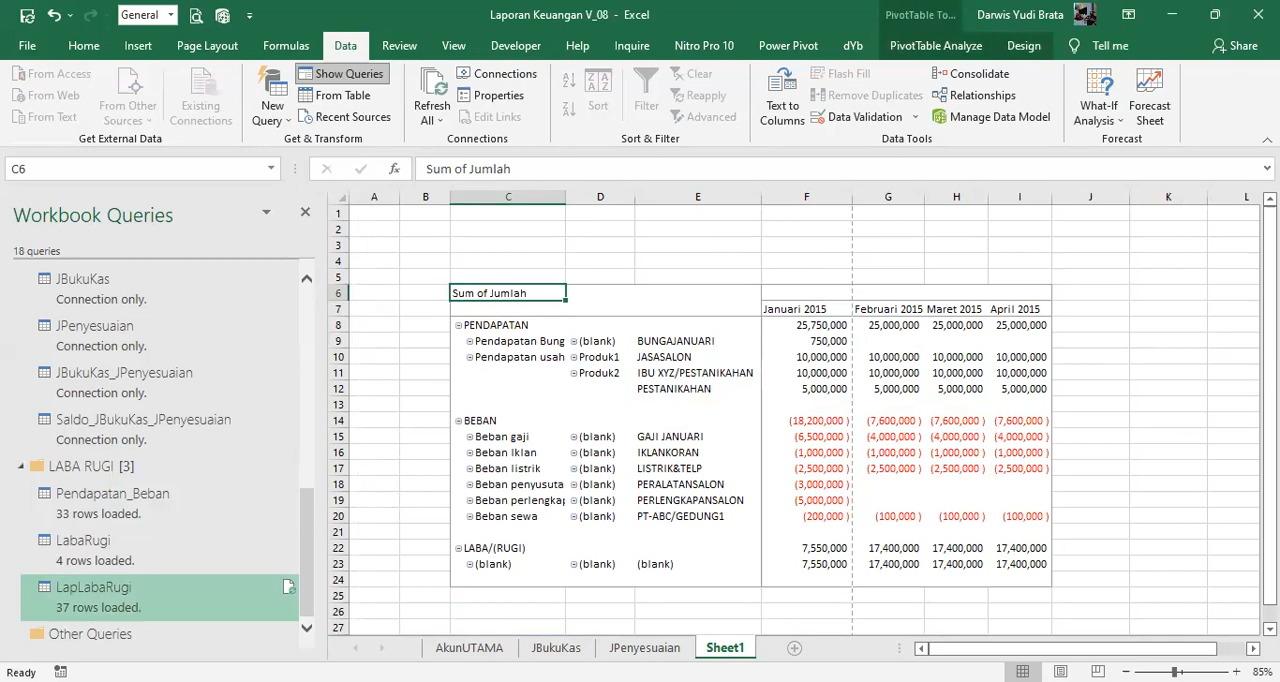 General
Laporan Keuangan V_08 - Excel
PivotTable To...
Darwis Yudi Brata
File Home Insert Page Layout Formulas Data Review View Developer Help Inquire Nitro Pro 10 Power Pivot dYb PivotTable Analyze Design Tell me Share
From Access
From Web
From Text
From Other Sources
Existing Connections
Get External Data
New Query
Show Queries
From Table
Recent Sources
Get & Transform
Refresh All
Connections
Properties
Edit Links
Connections
Sort
Filter
Clear
Reapply
Advanced
Sort & Filter
Text to Columns
Flash Fill
Remove Duplicates
Data Validation
Consolidate
Relationships
Manage Data Model
Data Tools
What-If Analysis
Forecast Sheet
Forecast
C6
fx
Sum of Jumlah
Workbook Queries
18 queries
JBukuKas
Connection only.
JPenyesuaian
Connection only.
JBukuKas_JPenyesuaian
Connection only.
Saldo_JBukuKas_JPenyesuaian
Connection only.
LABA RUGI [3]
Pendapatan_Beban
33 rows loaded.
LabaRugi
4 rows loaded.
LapLabaRugi
37 rows loaded.
Other Queries
A B C D E F G H I J K L
1
2
3
4
5
6 Sum of Jumlah
7 Januari 2015 Februari 2015 Maret 2015 April 2015
8 PENDAPATAN 25,750,000 25,000,000 25,000,000 25,000,000
9 Pendapatan Bung (blank) BUNGAJANUARI 750,000
10 Pendapatan usah Produk1 JASASALON 10,000,000 10,000,000 10,000,000 10,000,000
11 Produk2 IBU XYZ/PESTANIKAHAN 10,000,000 10,000,000 10,000,000 10,000,000
12 PESTANIKAHAN 5,000,000 5,000,000 5,000,000 5,000,000
13
14 BEBAN (18,200,000 ) (7,600,000 ) (7,600,000 ) (7,600,000 )
15 Beban gaji (blank) GAJI JANUARI (6,500,000 ) (4,000,000 ) (4,000,000 ) (4,000,000 )
16 Beban Iklan (blank) IKLANKORAN (1,000,000 ) (1,000,000 ) (1,000,000 ) (1,000,000 )
17 Beban listrik (blank) LISTRIK&TELP (2,500,000 ) (2,500,000 ) (2,500,000 ) (2,500,000 )
18 Beban penyusuta (blank) PERALATANSALON (3,000,000 )
19 Beban perlengkap (blank) PERLENGKAPANSALON (5,000,000 )
20 Beban sewa (blank) PT-ABC/GEDUNG1 (200,000 ) (100,000 ) (100,000 ) (100,000 )
21
22 LABA/(RUGI) 7,550,000 17,400,000 17,400,000 17,400,000
23 (blank) (blank) (blank) 7,550,000 17,400,000 17,400,000 17,400,000
24
25
26
27
AkunUTAMA JBukuKas JPenyesuaian Sheet1
Ready
85%